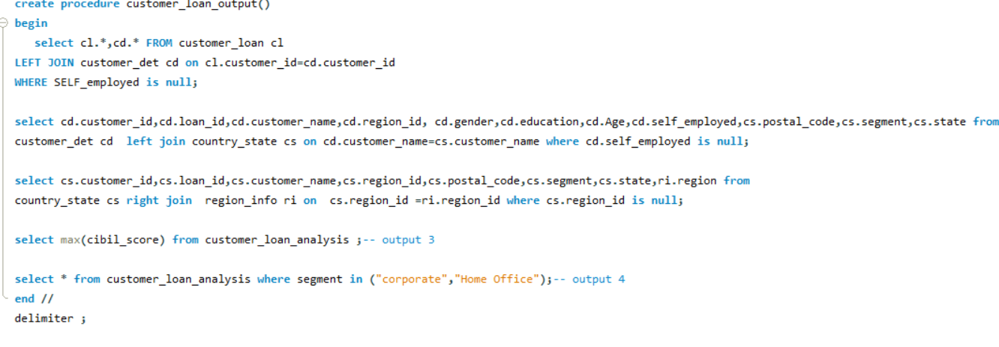 create procedure customer_loan_output()
begin
select cl.*,cd.* FROM customer_loan cl
LEFT JOIN customer_det cd on cl.customer_id=cd.customer_id
WHERE SELF_employed is null;
select cd.customer_id,cd.loan_id,cd.customer_name,cd.region_id, cd.gender,cd.education,cd.Age,cd.self_employed,cs.postal_code,cs.segment,cs.state from
customer_det cd  left join country_state cs on cd.customer_name=cs.customer_name where cd.self_employed is null;
select cs.customer_id,cs.loan_id,cs.customer_name,cs.region_id,cs.postal_code,cs.segment,cs.state,ri.region from
country_state cs right join  region_info ri on  cs.region_id =ri.region_id where cs.region_id is null;
select max(cibil_score) from customer_loan_analysis ;-- output 3
select * from customer_loan_analysis where segment in ("corporate","Home Office");-- output 4
end //
delimiter ;